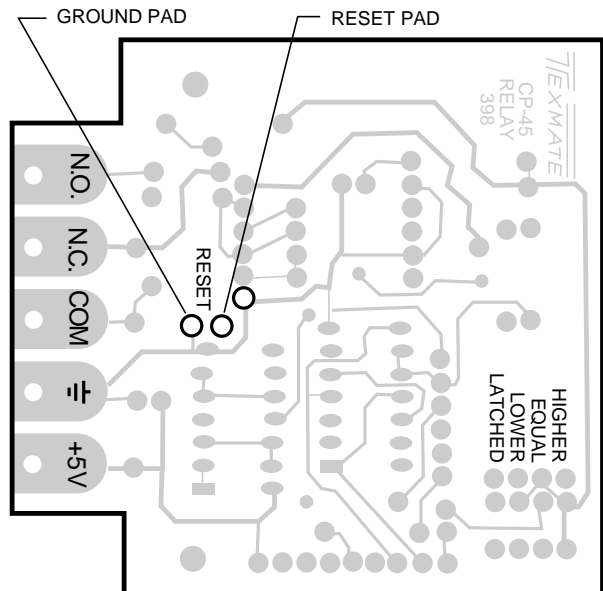 GROUND PAD
RESET PAD
TEXMATE
CP-45
RELAY
398
N.O.
N.C.
COM
+5V
RESET
HIGHER
EQUAL
LOWER
LATCHED